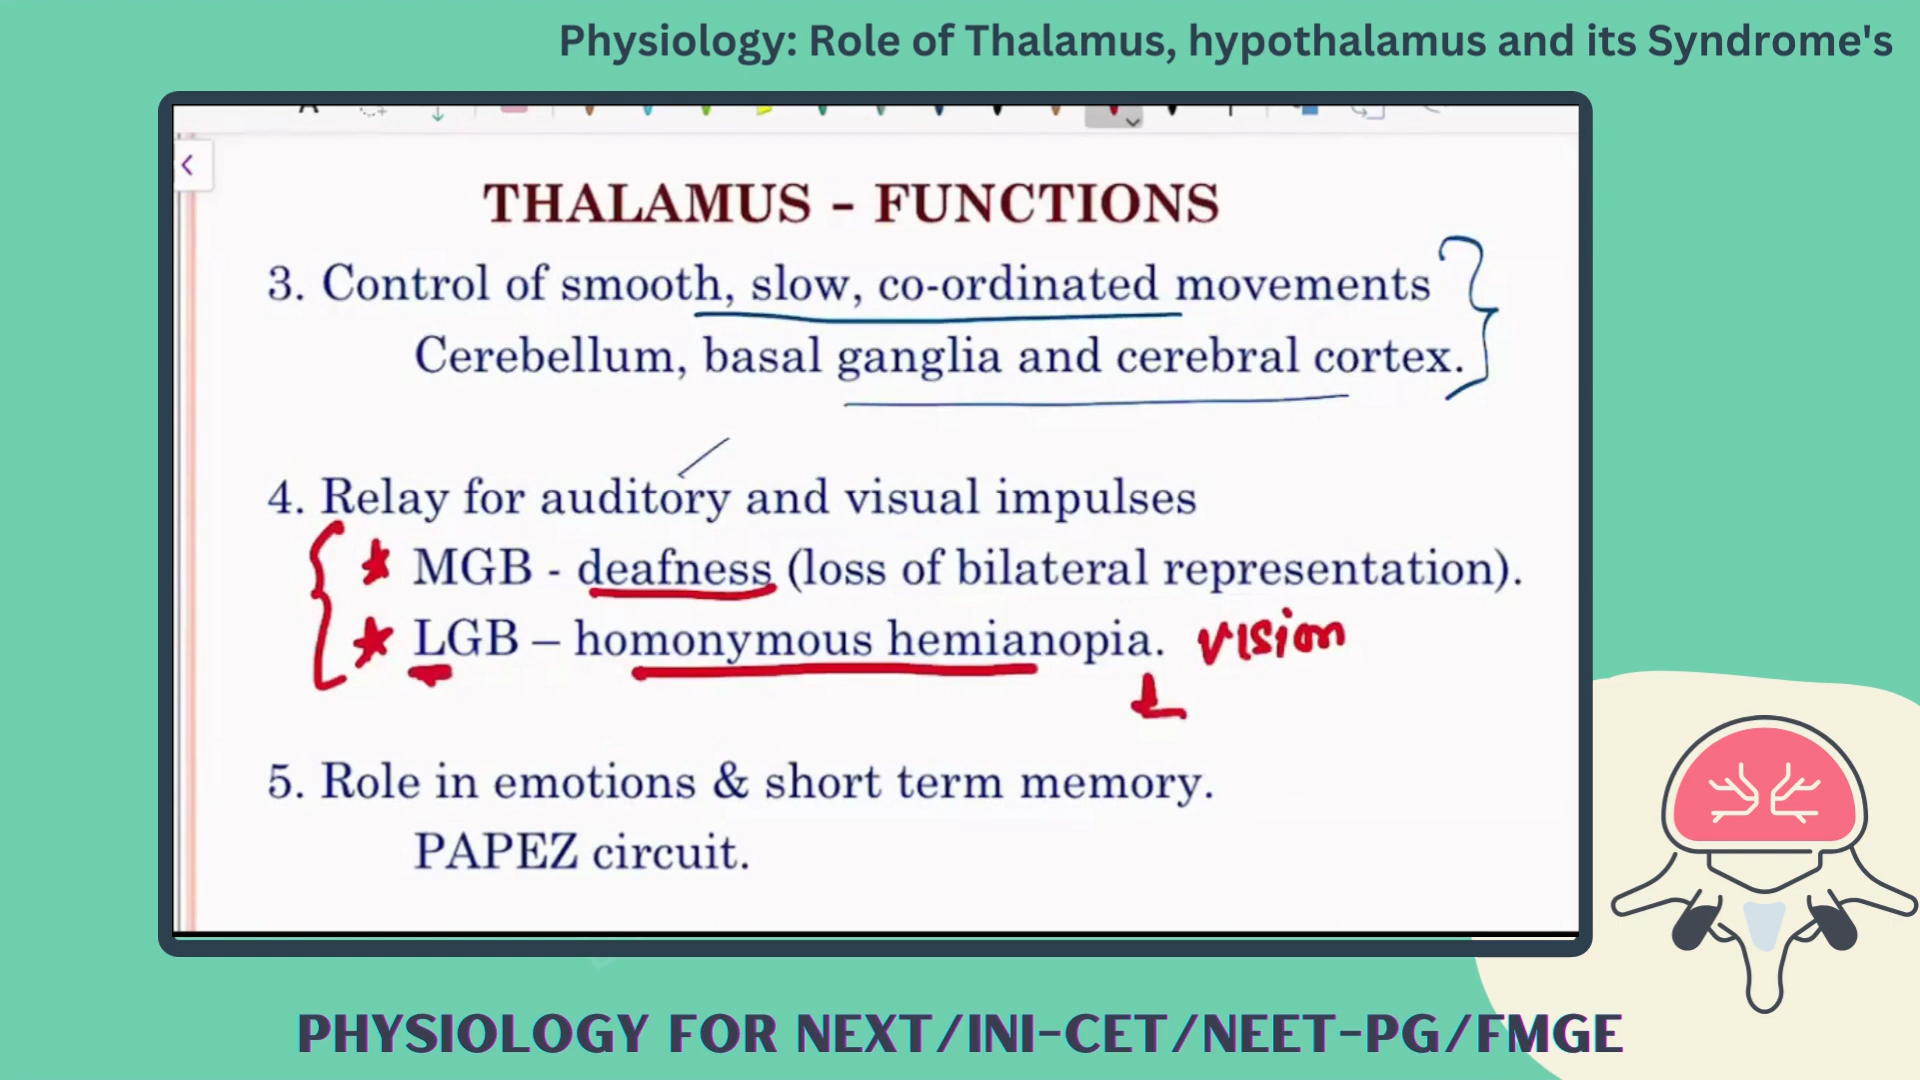 Physiology: Role of Thalamus, hypothalamus and its Syndrome's
THALAMUS - FUNCTIONS
3. Control of smooth, slow, co-ordinated movements
Cerebellum, basal ganglia and cerebral cortex.
4. Relay for auditory and visual impulses
MGB - deafness (loss of bilateral representation).
LGB – homonymous hemianopia. vision
L
5. Role in emotions & short term memory.
PAPEZ circuit.
PHYSIOLOGY FOR NEXT/INI-CET/NEET-PG/FMGE